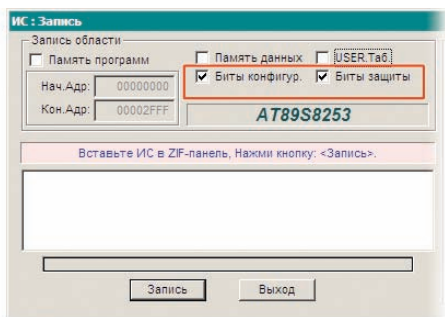 ИС : Запись
Запись области
Память программ
Память данных
USER.Таб.
Биты конфигур.
Биты защиты
Нач.Адр: 00000000
Кон.Адр: 00002FFF
AT89S8253
Вставьте ИС в ZIF-панель, Нажми кнопку: <Запись>.
Запись
Выход